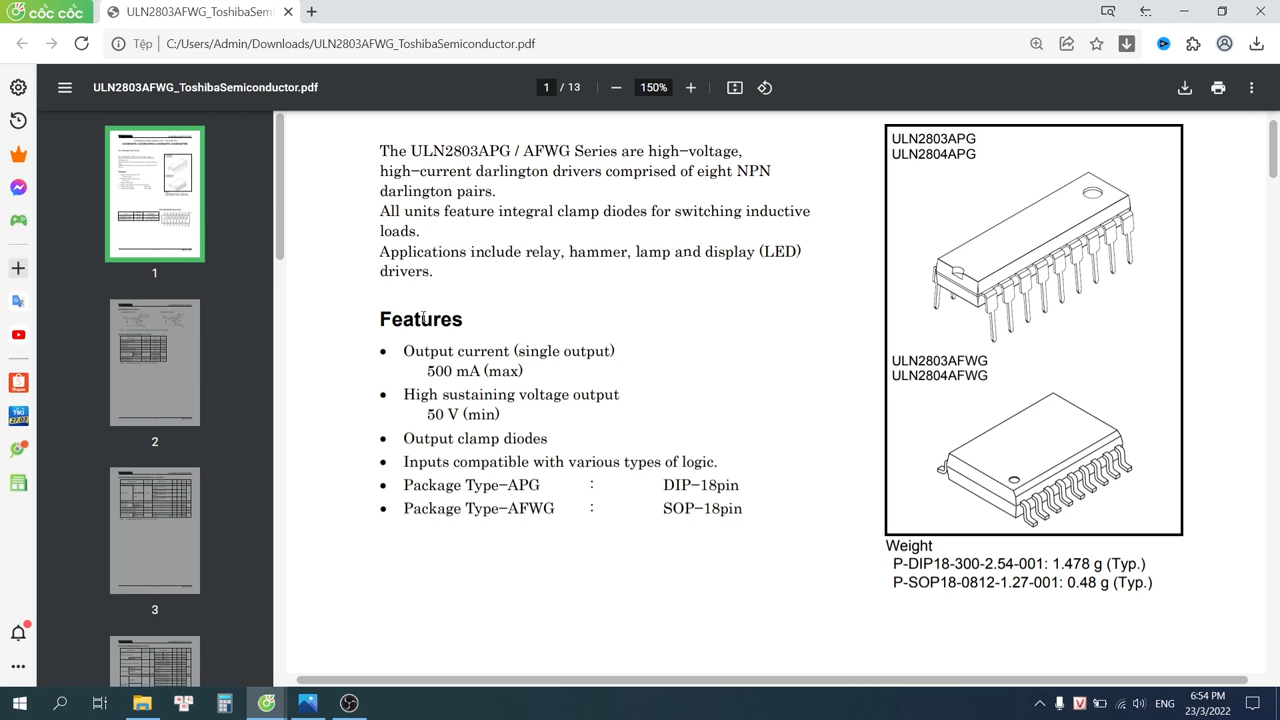 cốc cốc
ULN2803AFWG_ToshibaSemi
Tệp
C:/Users/Admin/Downloads/ULN2803AFWG_ToshibaSemiconductor.pdf
ULN2803AFWG_ToshibaSemiconductor.pdf
1 / 13
150%
The ULN2803APG / AFWG Series are high−voltage,
high−current darlington drivers comprised of eight NPN
darlington pairs.
All units feature integral clamp diodes for switching inductive
loads.
Applications include relay, hammer, lamp and display (LED)
drivers.
Features
• Output current (single output)
500 mA (max)
• High sustaining voltage output
50 V (min)
• Output clamp diodes
• Inputs compatible with various types of logic.
• Package Type−APG : DIP−18pin
• Package Type−AFWG : SOP−18pin
ULN2803APG
ULN2804APG
ULN2803AFWG
ULN2804AFWG
Weight
P-DIP18-300-2.54-001: 1.478 g (Typ.)
P-SOP18-0812-1.27-001: 0.48 g (Typ.)
1
2
3
ENG
6:54 PM
23/3/2022